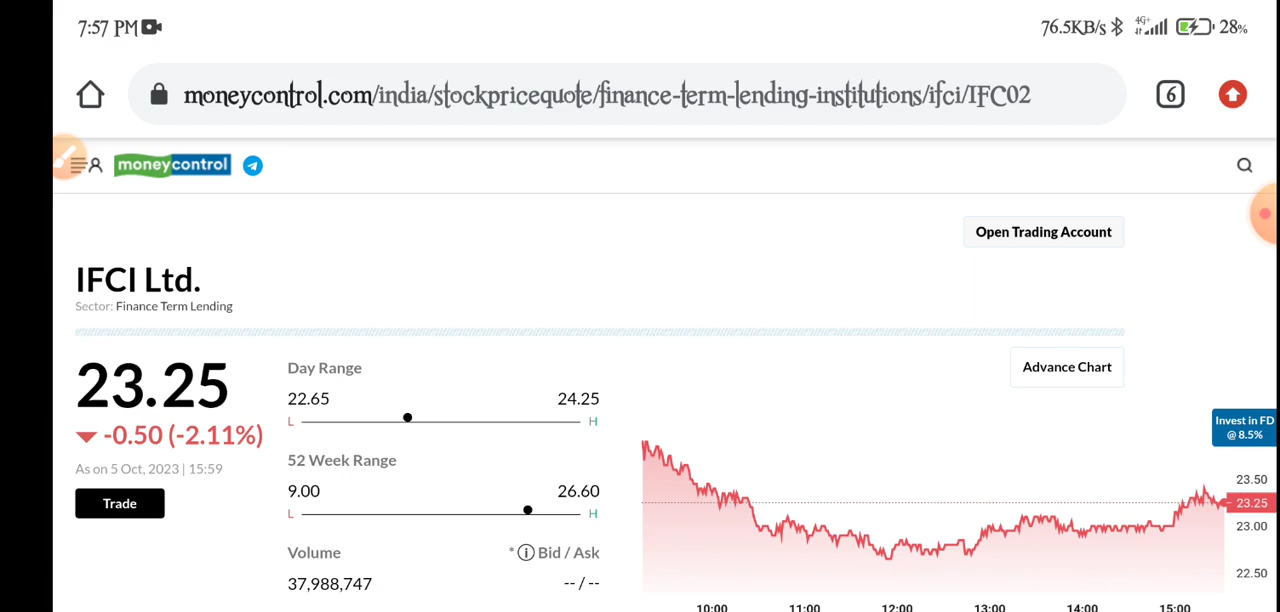 7:57 PM 76.5KB/s 4G+ 28%
moneycontrol.com/india/stockpricequote/finance-term-lending-institutions/ifci/IFC02 6
moneycontrol
Open Trading Account
IFCI Ltd.
Sector: Finance Term Lending
23.25
-0.50 (-2.11%)
As on 5 Oct, 2023 | 15:59
Trade
Day Range
22.65 24.25
L H
52 Week Range
9.00 26.60
L H
Volume * i Bid / Ask
37,988,747 -- / --
Advance Chart
Invest in FD
@ 8.5%
23.50
23.25
23.00
22.50
10:00 11:00 12:00 13:00 14:00 15:00